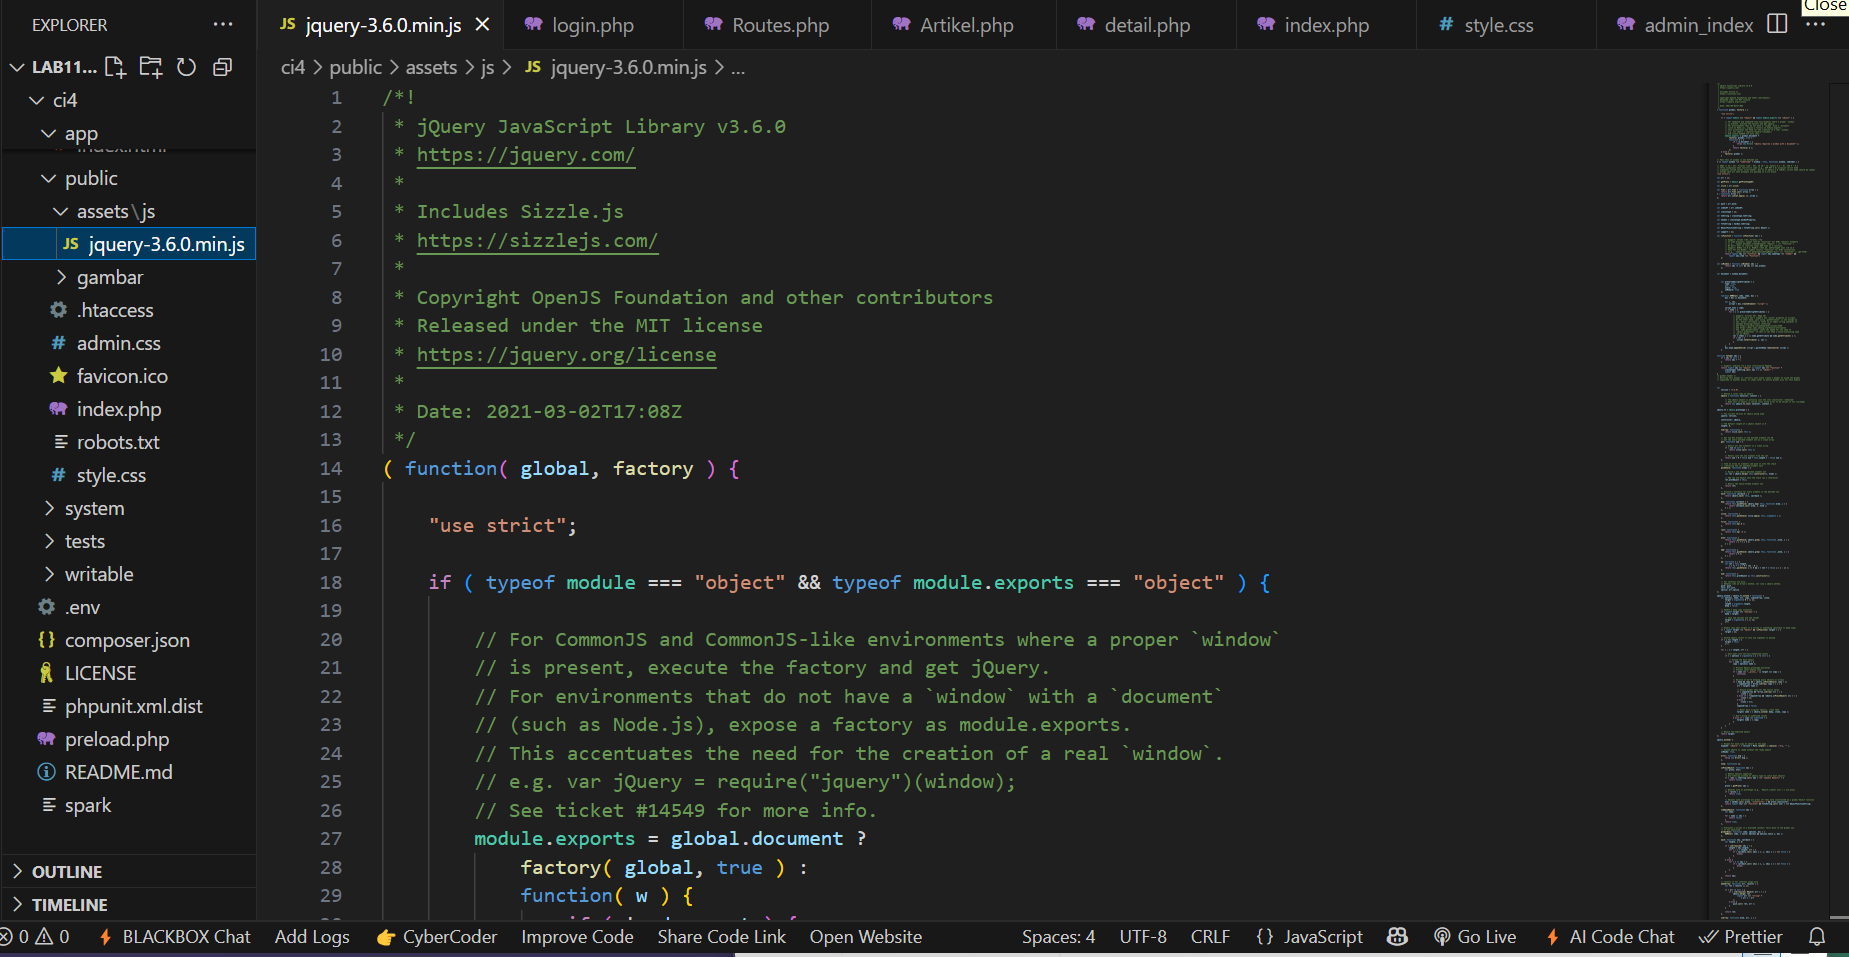 EXPLORER
jquery-3.6.0.min.js
login.php
Routes.php
Artikel.php
detail.php
index.php
style.css
admin_index
Close
LAB11...
ci4 > public > assets > js > JS jquery-3.6.0.min.js > ...
ci4
app
index.html
public
assets\js
JS jquery-3.6.0.min.js
gambar
.htaccess
# admin.css
favicon.ico
index.php
robots.txt
# style.css
system
tests
writable
.env
{} composer.json
LICENSE
phpunit.xml.dist
preload.php
README.md
spark
OUTLINE
TIMELINE
1 /*!
2 * jQuery JavaScript Library v3.6.0
3 * https://jquery.com/
4 *
5 * Includes Sizzle.js
6 * https://sizzlejs.com/
7 *
8 * Copyright OpenJS Foundation and other contributors
9 * Released under the MIT license
10 * https://jquery.org/license
11 *
12 * Date: 2021-03-02T17:08Z
13 */
14 ( function( global, factory ) {
15
16 "use strict";
17
18 if ( typeof module === "object" && typeof module.exports === "object" ) {
19
20 // For CommonJS and CommonJS-like environments where a proper `window`
21 // is present, execute the factory and get jQuery.
22 // For environments that do not have a `window` with a `document`
23 // (such as Node.js), expose a factory as module.exports.
24 // This accentuates the need for the creation of a real `window`.
25 // e.g. var jQuery = require("jquery")(window);
26 // See ticket #14549 for more info.
27 module.exports = global.document ?
28 factory( global, true ) :
29 function( w ) {
0 0 BLACKBOX Chat Add Logs CyberCoder Improve Code Share Code Link Open Website Spaces: 4 UTF-8 CRLF {} JavaScript Go Live AI Code Chat Prettier